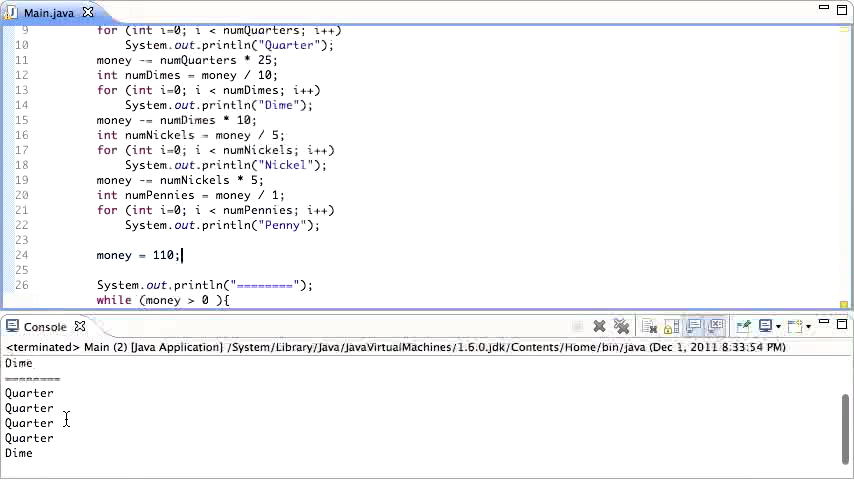 Main.java
9 for (int i=0; i < numQuarters; i++)
10 System.out.println("Quarter");
11 money -= numQuarters * 25;
12 int numDimes = money / 10;
13 for (int i=0; i < numDimes; i++)
14 System.out.println("Dime");
15 money -= numDimes * 10;
16 int numNickels = money / 5;
17 for (int i=0; i < numNickels; i++)
18 System.out.println("Nickel");
19 money -= numNickels * 5;
20 int numPennies = money / 1;
21 for (int i=0; i < numPennies; i++)
22 System.out.println("Penny");
23
24 money = 110;
25
26 System.out.println("========");
while (money > 0 ){
Console
<terminated> Main (2) [Java Application] /System/Library/Java/JavaVirtualMachines/1.6.0.jdk/Contents/Home/bin/java (Dec 1, 2011 8:33:54 PM)
Dime
========
Quarter
Quarter
Quarter
Quarter
Dime